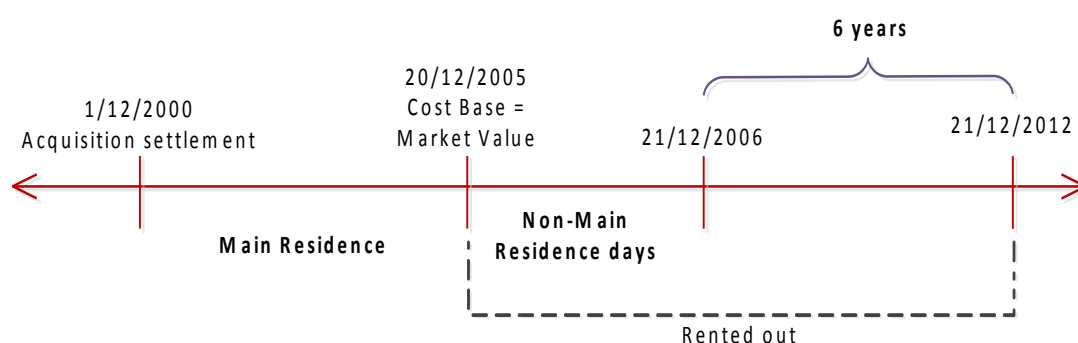 6 years
20/12/2005
Cost Base =
Market Value
1/12/2000
Acquisition settlement
21/12/2006
21/12/2012
Main Residence
Non-Main
Residence days
Rented out